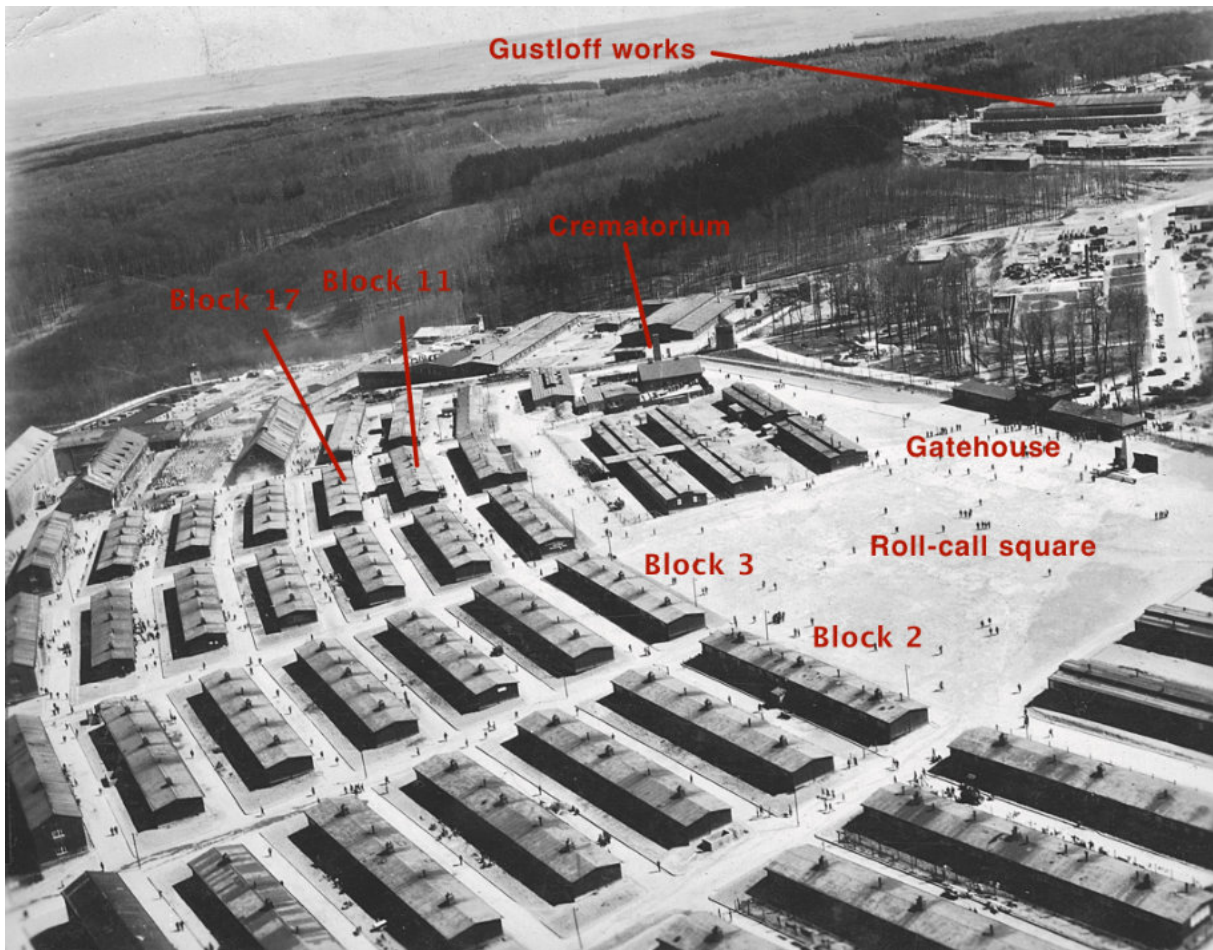 Gustloff works
Crematorium
Block 11
Block 17
Gatehouse
Roll-call square
Block 3
Block 2